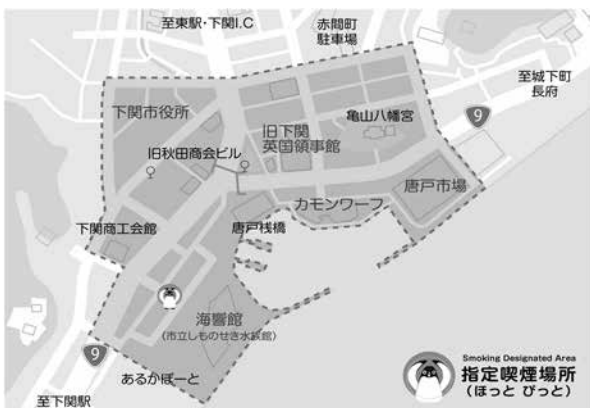 至東駅・下関I.C
赤間町
駐車場
至城下町
長府
9
下関市役所
旧下関
英国領事館
亀山八幡宮
旧秋田商会ビル
唐戸市場
カモンワーフ
下関商工会館
唐戸桟橋
海響館
(市立しものせき水族館)
9
あるかぽーと
至下関駅
Smoking Designated Area
指定喫煙場所
(ほっと ぴっと)